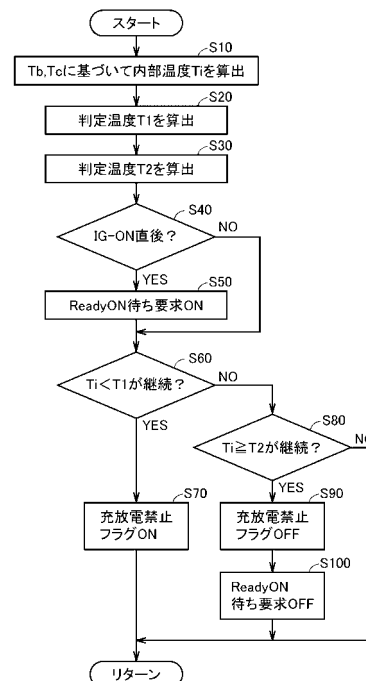 スタート
S10
Tb,Tcに基づいて内部温度Tiを算出
S20
判定温度T1を算出
S30
判定温度T2を算出
S40
IG-ON直後？
NO
YES
S50
ReadyON待ち要求ON
S60
Ti＜T1が継続？
NO
YES
S80
Ti≧T2が継続？
YES
S70
充放電禁止
フラグON
S90
充放電禁止
フラグOFF
S100
ReadyON
待ち要求OFF
リターン